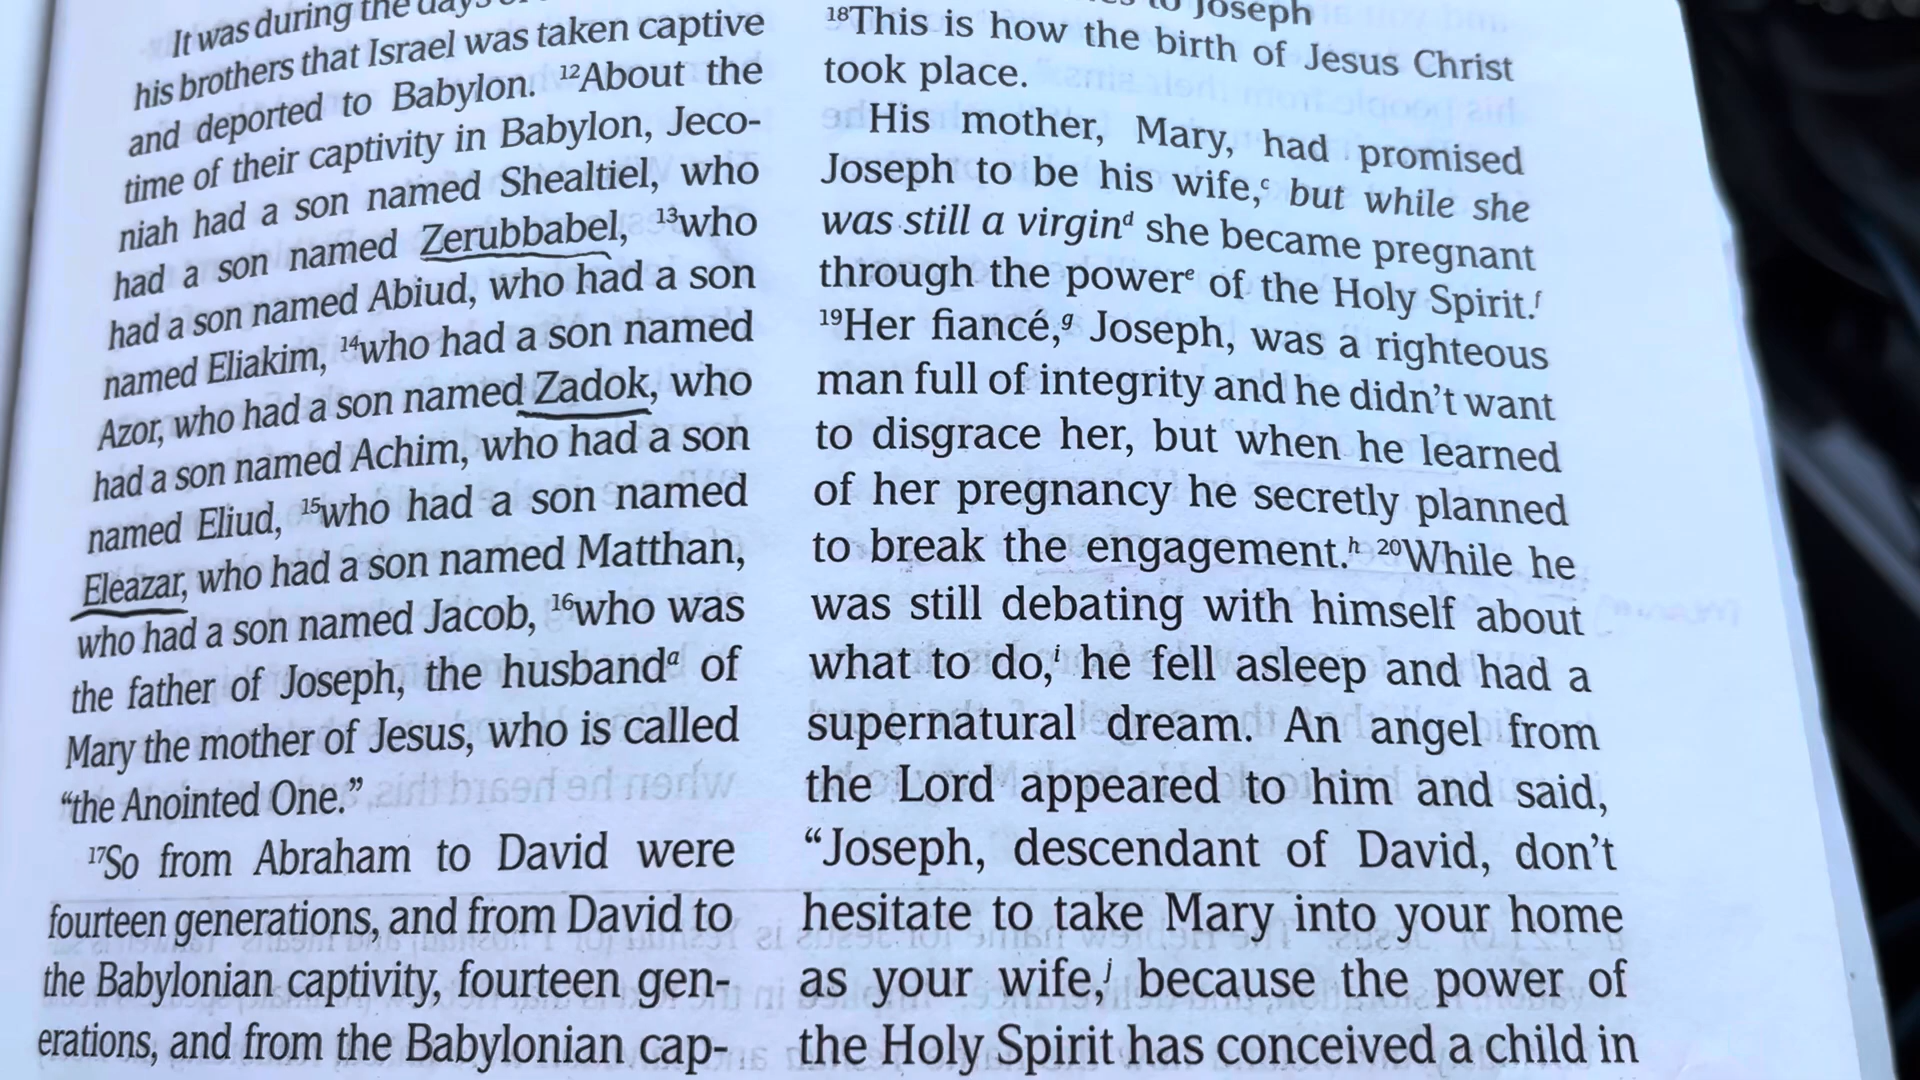 It was during the days
his brothers that Israel was taken captive
and deported to Babylon. ¹²About the
time of their captivity in Babylon, Jeco-
niah had a son named Shealtiel, who
had a son named Zerubbabel, ¹³who
had a son named Abiud, who had a son
named Eliakim, ¹⁴who had a son named
Azor, who had a son named Zadok, who
had a son named Achim, who had a son
named Eliud, ¹⁵who had a son named
Eleazar, who had a son named Matthan,
who had a son named Jacob, ¹⁶who was
the father of Joseph, the husbandᵃ of
Mary the mother of Jesus, who is called
“the Anointed One.”
¹⁷So from Abraham to David were
fourteen generations, and from David to
the Babylonian captivity, fourteen gen-
erations, and from the Babylonian cap-
to Joseph
¹⁸This is how the birth of Jesus Christ
took place.
His mother, Mary, had promised
Joseph to be his wife,ᶜ but while she
was still a virginᵈ she became pregnant
through the powerᵉ of the Holy Spirit.ᶠ
¹⁹Her fiancé,ᵍ Joseph, was a righteous
man full of integrity and he didn’t want
to disgrace her, but when he learned
of her pregnancy he secretly planned
to break the engagement.ʰ ²⁰While he
was still debating with himself about
what to do,ⁱ he fell asleep and had a
supernatural dream. An angel from
the Lord appeared to him and said,
“Joseph, descendant of David, don’t
hesitate to take Mary into your home
as your wife,ʲ because the power of
the Holy Spirit has conceived a child in